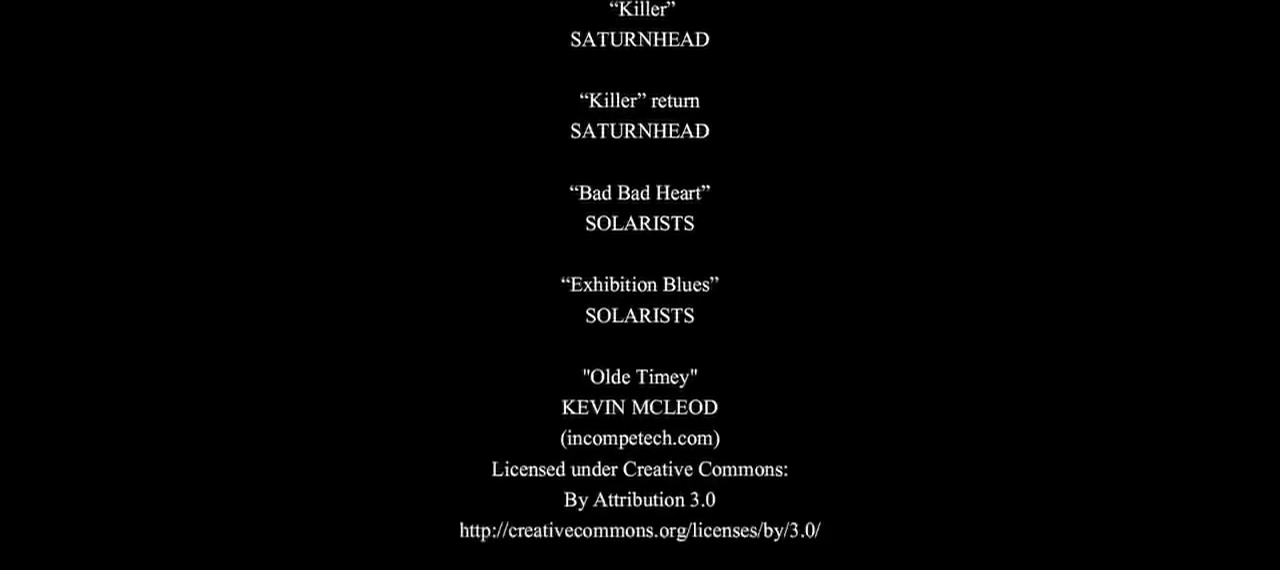 “Killer”
SATURNHEAD
“Killer” return
SATURNHEAD
“Bad Bad Heart”
SOLARISTS
“Exhibition Blues”
SOLARISTS
"Olde Timey"
KEVIN MCLEOD
(incompetech.com)
Licensed under Creative Commons:
By Attribution 3.0
http://creativecommons.org/licenses/by/3.0/